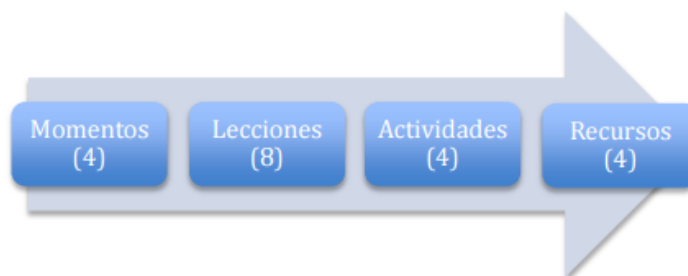 Momentos
(4)
Lecciones
(8)
Actividades
(4)
Recursos
(4)